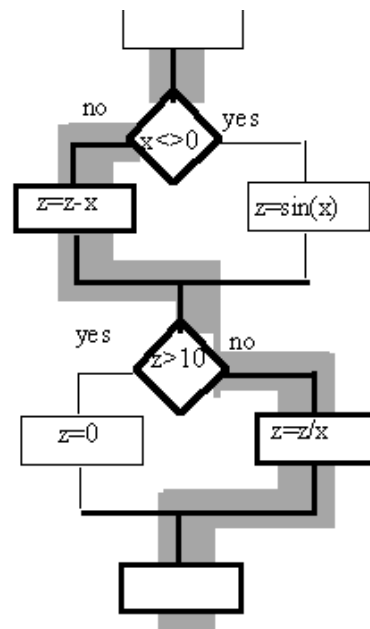 no
yes
x<>0
z=z-x
z=sin(x)
yes
no
z>10
z=0
z=z/x